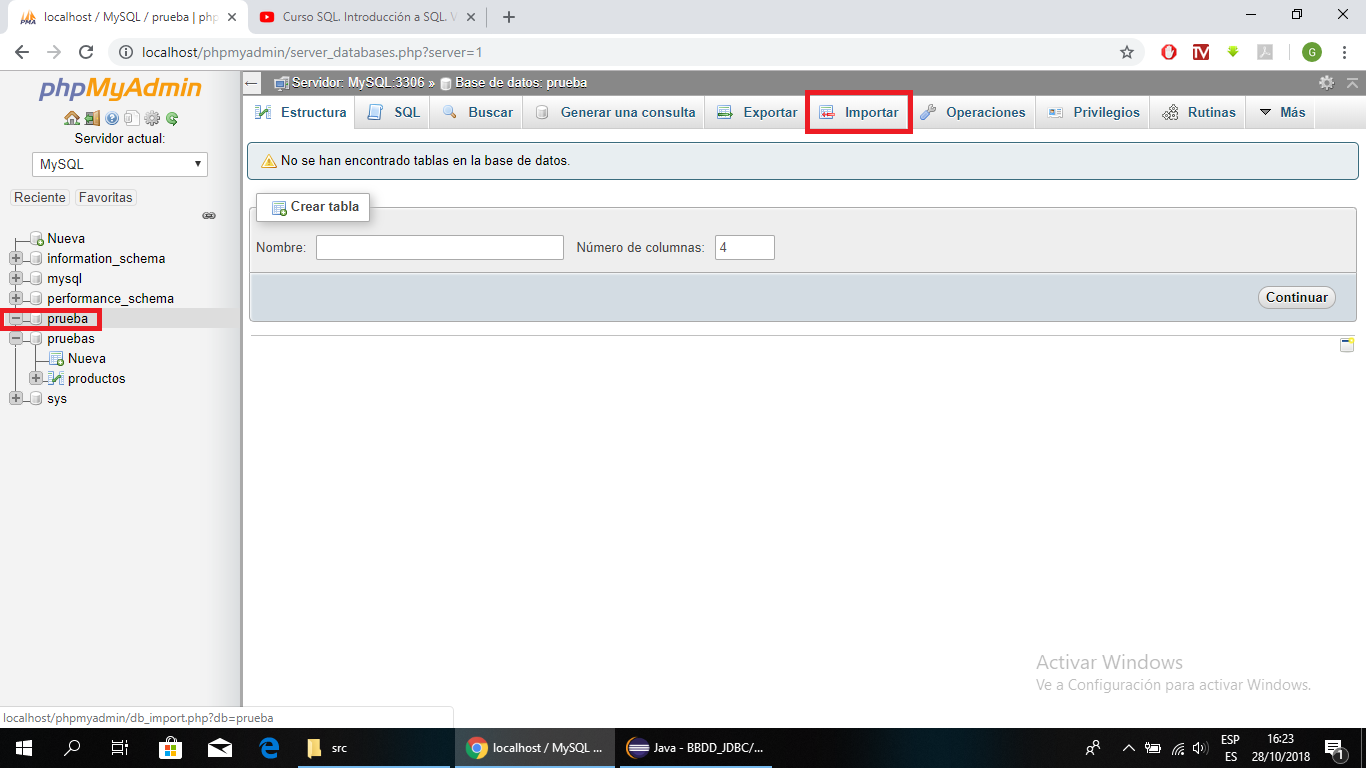 localhost / MySQL / prueba | php
Curso SQL. Introducción a SQL. V
localhost/phpmyadmin/server_databases.php?server=1
G
phpMyAdmin
Servidor actual:
MySQL
Reciente Favoritas
Nueva
information_schema
mysql
performance_schema
prueba
pruebas
Nueva
productos
sys
Servidor: MySQL:3306 » Base de datos: prueba
Estructura SQL Buscar Generar una consulta Exportar Importar Operaciones Privilegios Rutinas Más
No se han encontrado tablas en la base de datos.
Crear tabla
Nombre: Número de columnas: 4
Continuar
Activar Windows
Ve a Configuración para activar Windows.
localhost/phpmyadmin/db_import.php?db=prueba
src
localhost / MySQL ...
Java - BBDD_JDBC/...
ESP
ES
16:23
28/10/2018
1